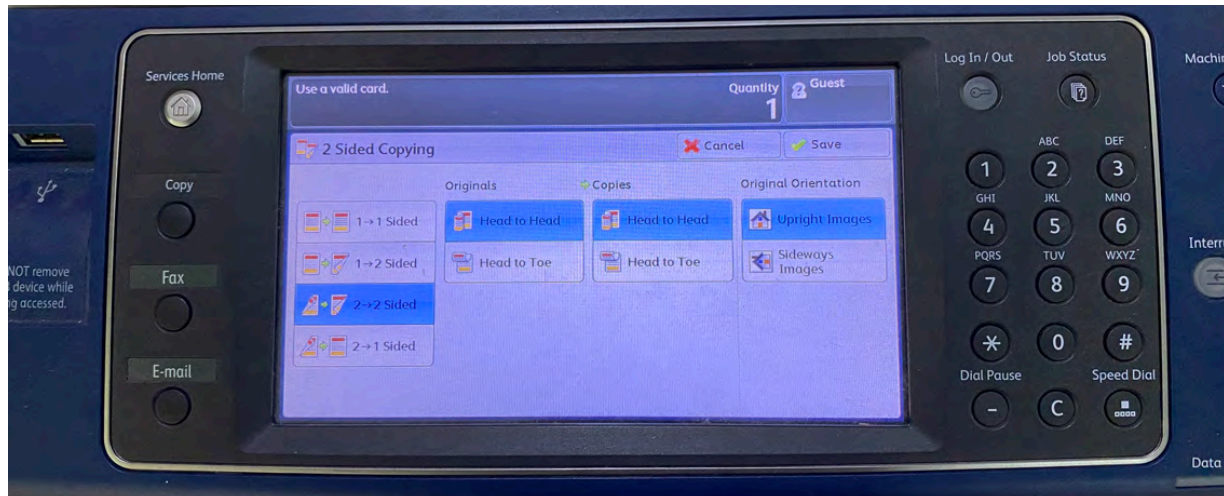 Services Home
Copy
Fax
E-mail
NOT remove
device while
ng accessed.
Use a valid card.
Quantity
1
Guest
2 Sided Copying
Cancel
Save
Originals
Copies
Original Orientation
1→1 Sided
Head to Head
Head to Head
Upright Images
1→2 Sided
Head to Toe
Head to Toe
Sideways
Images
2→2 Sided
2→1 Sided
Log In / Out
Job Status
ABC
DEF
1
2
3
GHI
JKL
MNO
4
5
6
PQRS
TUV
WXYZ
7
8
9
*
0
#
Dial Pause
Speed Dial
-
C
Machin
Interr
Data